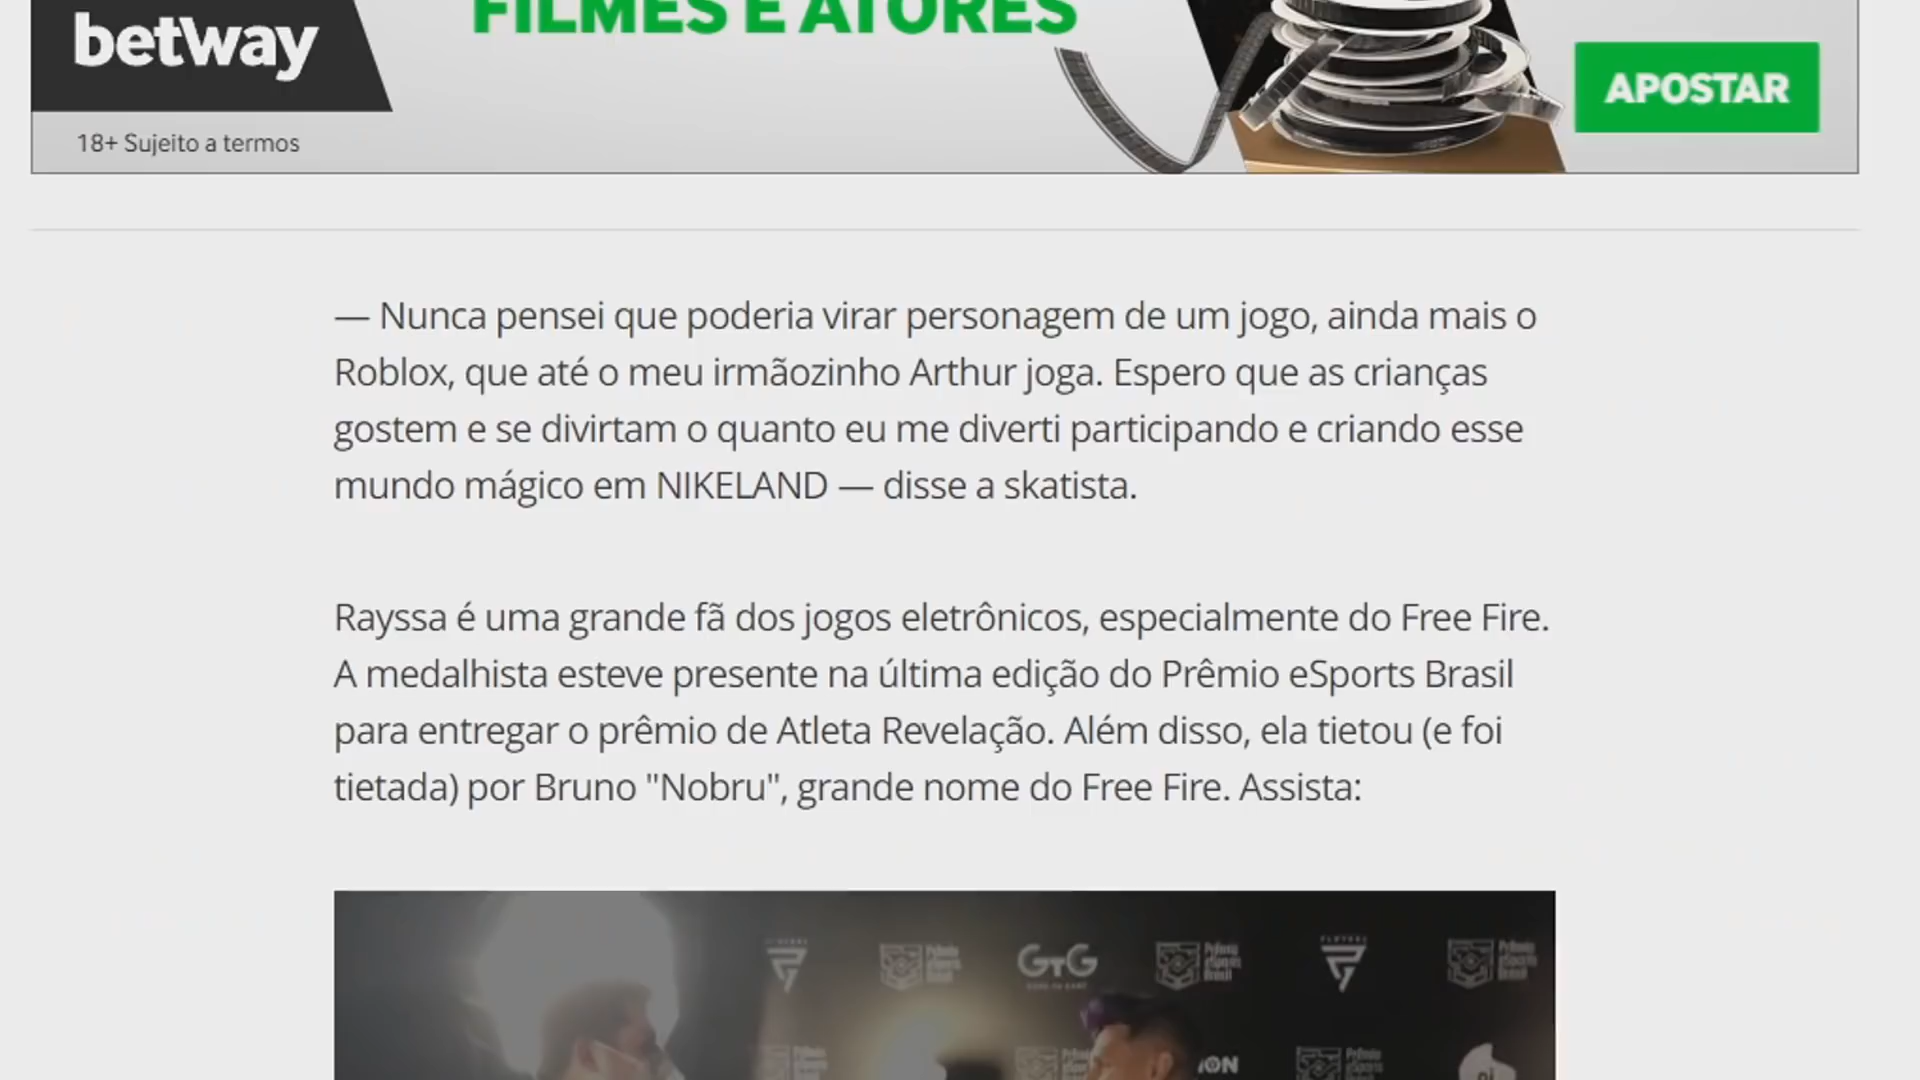 FILMES E ATORES
betway
APOSTAR
18+ Sujeito a termos
— Nunca pensei que poderia virar personagem de um jogo, ainda mais o
Roblox, que até o meu irmãozinho Arthur joga. Espero que as crianças
gostem e se divirtam o quanto eu me diverti participando e criando esse
mundo mágico em NIKELAND — disse a skatista.
Rayssa é uma grande fã dos jogos eletrônicos, especialmente do Free Fire.
A medalhista esteve presente na última edição do Prêmio eSports Brasil
para entregar o prêmio de Atleta Revelação. Além disso, ela tietou (e foi
tietada) por Bruno "Nobru", grande nome do Free Fire. Assista:
GTG
Prêmio
eSports
Brasil